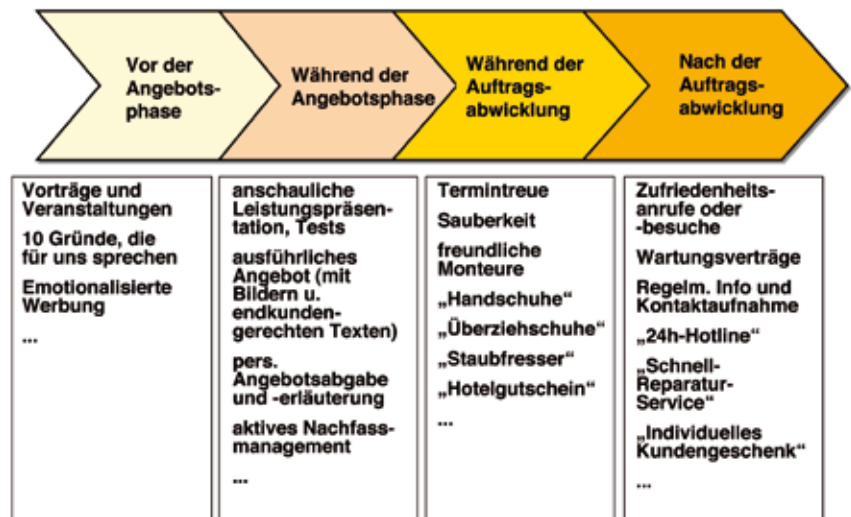 Vor der
Angebots-
phase
Während der
Angebotsphase
Während der
Auftrags-
abwicklung
Nach der
Auftrags-
abwicklung
Vorträge und
Veranstaltungen
10 Gründe, die
für uns sprechen
Emotionalisierte
Werbung
...
anschauliche
Leistungspräsen-
tation, Tests
ausführliches
Angebot (mit
Bildern u.
endkunden-
gerechten Texten)
pers.
Angebotsabgabe
und -erläuterung
aktives Nachfass-
management
...
Termintreue
Sauberkeit
freundliche
Monteure
„Handschuhe“
„Überziehschuhe“
„Staubfresser“
„Hotelgutschein“
...
Zufriedenheits-
anrufe oder
-besuche
Wartungsverträge
Regelm. Info und
Kontaktaufnahme
„24h-Hotline“
„Schnell-
Reparatur-
Service“
„Individuelles
Kundengeschenk“
...